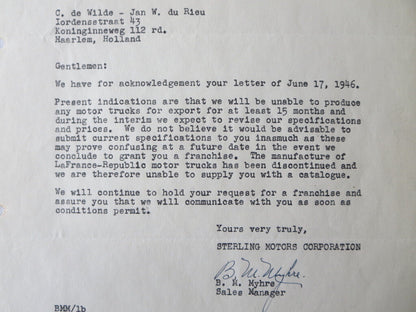 C. de Wilde - Jan W. du Rieu
Iordensstraat 43
Koninginneweg 112 rd.
Haarlem, Holland
Gentlemen:
We have for acknowledgement your letter of June 17, 1946.
Present indications are that we will be unable to produce
any motor trucks for export for at least 15 months and
during the interim we expect to revise our specifications
and prices. We do not believe it would be advisable to
submit current specifications to you inasmuch as these
may prove confusing at a future date in the event we
conclude to grant you a franchise. The manufacture of
LaFrance-Republic motor trucks has been discontinued and
we are therefore unable to supply you with a catalogue.
We will continue to hold your request for a franchise and
assure you that we will communicate with you as soon as
conditions permit.
Yours very truly,
STERLING MOTORS CORPORATION
B. M. Myhre.
B. M. Myhre
Sales Manager
BMM/lb